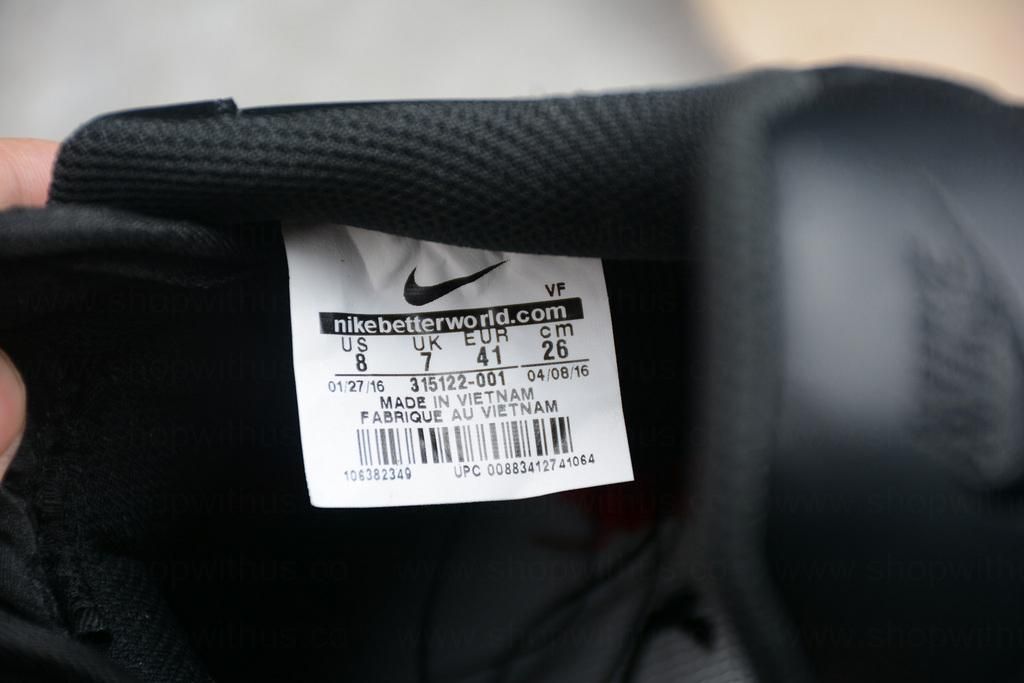 VF
nikebetterworld.com
US UK EUR cm
8 7 41 26
01/27/16 315122-001 04/08/16
MADE IN VIETNAM
FABRIQUE AU VIETNAM
106382349 UPC 00883412741064